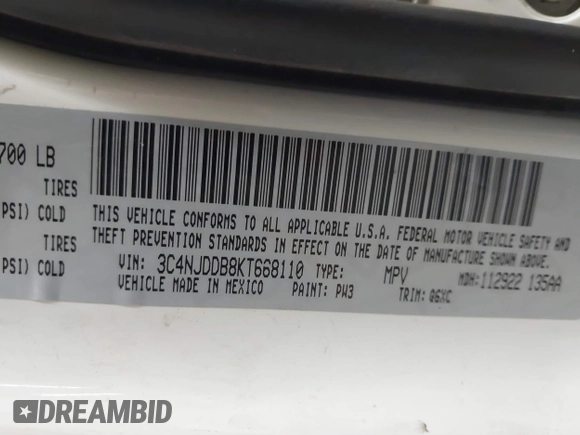 700 LB
TIRES
PSI) COLD
TIRES
PSI) COLD
THIS VEHICLE CONFORMS TO ALL APPLICABLE U.S.A. FEDERAL MOTOR VEHICLE SAFETY AND
THEFT PREVENTION STANDARDS IN EFFECT ON THE DATE OF MANUFACTURE SHOWN ABOVE.
VIN: 3C4NJDDB8KT668110 TYPE: MPV MDH:112922 135AA
VEHICLE MADE IN MEXICO PAINT: PW3 TRIM: Q6XC
DREAMBID